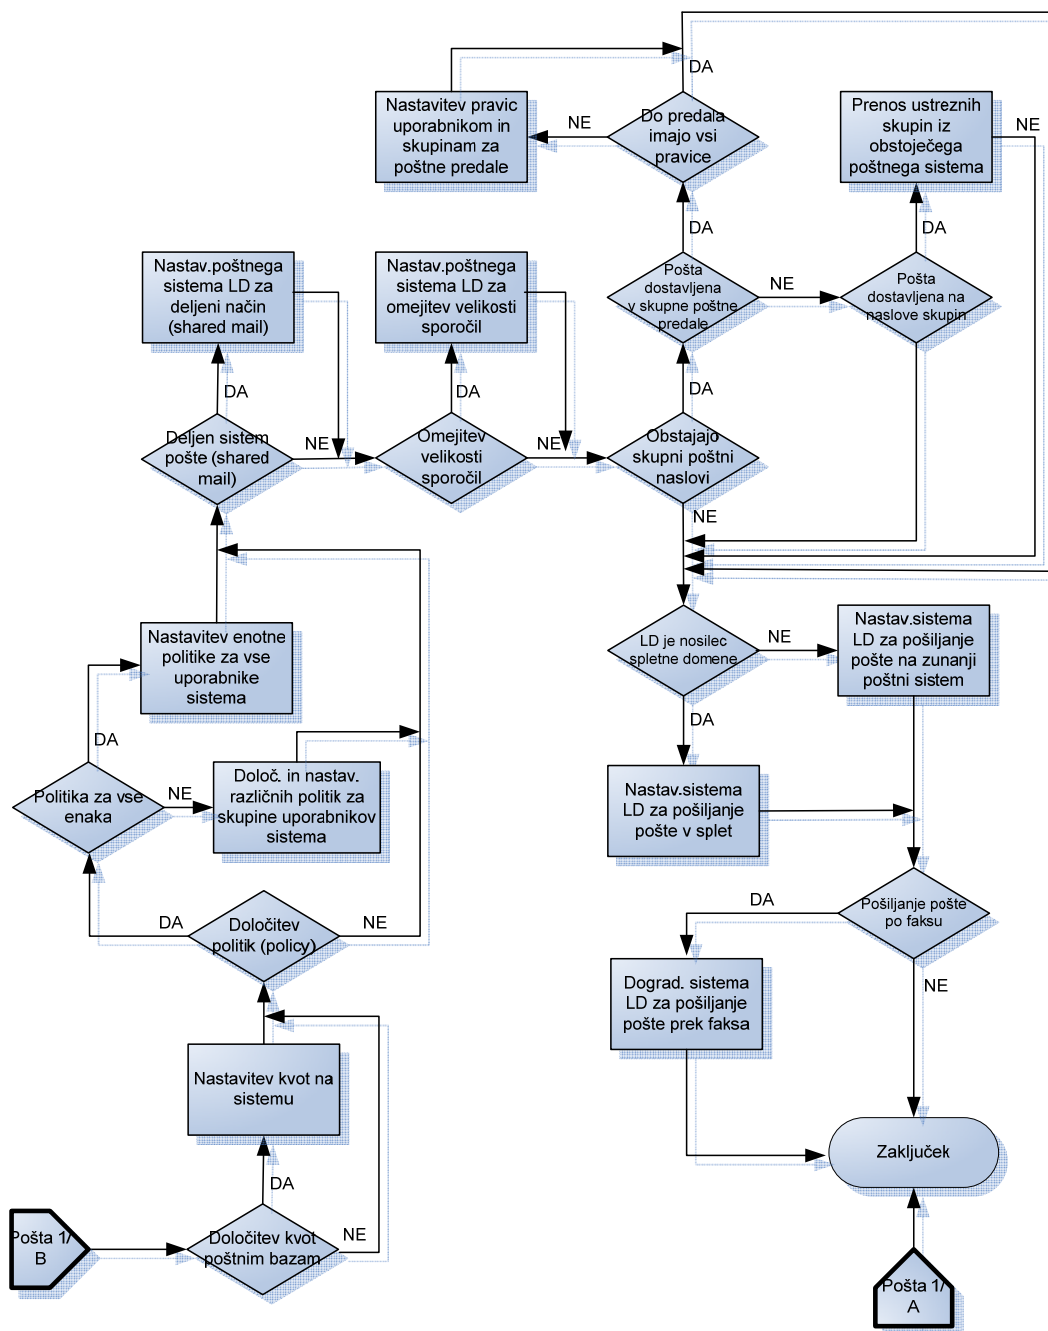 DA
Nastavitev pravic
uporabnikom in
skupinam za
poštne predale
NE
Do predala
imajo vsi
pravice
Prenos ustreznih
skupin iz
obstoječega
poštnega sistema
NE
DA
DA
Nastav.poštnega
sistema LD za
deljeni način
(shared mail)
Nastav.poštnega
sistema LD za
omejitev velikosti
sporočil
Pošta
dostavljena
v skupne poštne
predale
NE
Pošta
dostavljena na
naslove skupin
DA
DA
DA
Deljen sistem
pošte (shared
mail)
NE
Omejitev
velikosti
sporočil
NE
Obstajajo
skupni poštni
naslovi
NE
Nastavitev enotne
politike za vse
uporabnike
sistema
LD je nosilec
spletne domene
NE
Nastav.sistema
LD za pošiljanje
pošte na zunanji
poštni sistem
DA
DA
Politika za vse
enaka
NE
Določ. in nastav.
različnih politik za
skupine uporabnikov
sistema
Nastav.sistema
LD za pošiljanje
pošte v splet
DA
Določitev
politik (policy)
NE
DA
Pošiljanje pošte
po faksu
Dograd. sistema
LD za pošiljanje
pošte prek faksa
NE
Nastavitev kvot na
sistemu
Zaključek
DA
Pošta 1/
B
Določitev kvot
poštnim bazam
NE
Pošta 1/
A